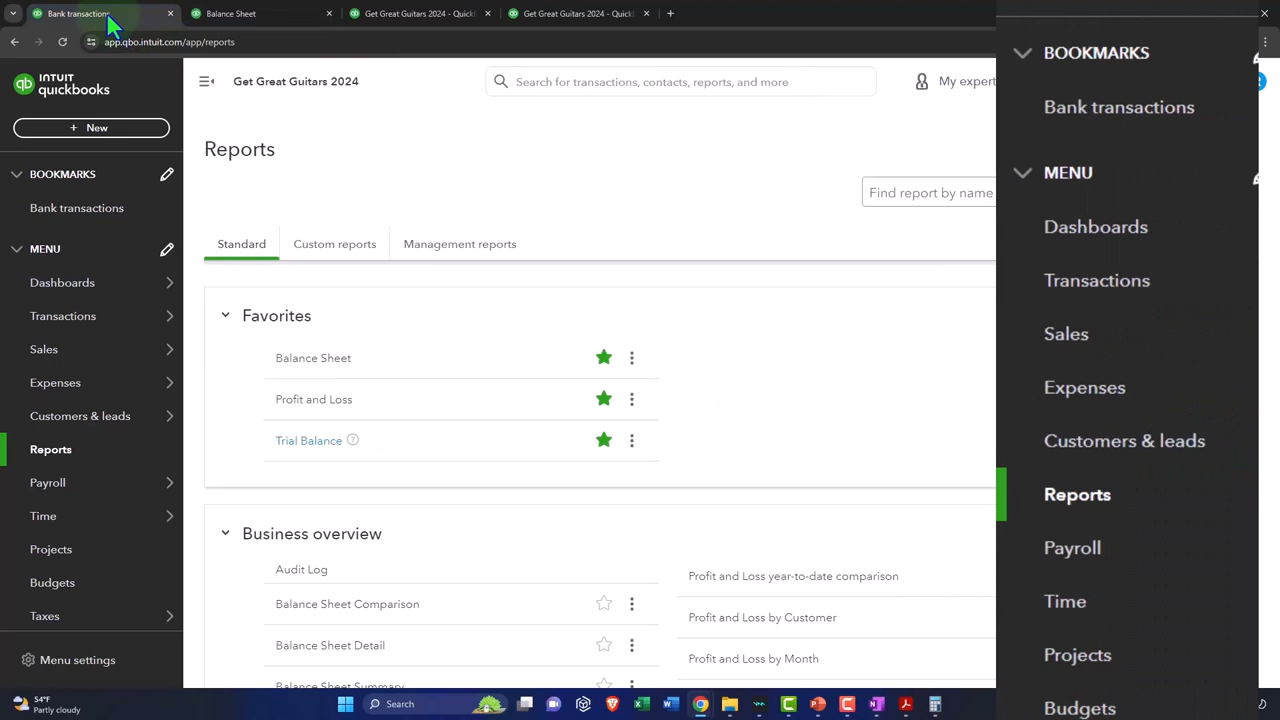 Bank transactions
Balance Sheet
Get Great Guitars 2024 – Quickl
Get Great Guitars 2024 – Quickl
app.qbo.intuit.com/app/reports
INTUIT
quickbooks
Get Great Guitars 2024
Search for transactions, contacts, reports, and more
My expert
+ New
Reports
Find report by name
BOOKMARKS
Bank transactions
MENU
Dashboards
Transactions
Sales
Expenses
Customers & leads
Reports
Payroll
Time
Projects
Budgets
Taxes
Menu settings
Standard
Custom reports
Management reports
Favorites
Balance Sheet
Profit and Loss
Trial Balance
Business overview
Audit Log
Balance Sheet Comparison
Balance Sheet Detail
Balance Sheet Summary
Profit and Loss year-to-date comparison
Profit and Loss by Customer
Profit and Loss by Month
BOOKMARKS
Bank transactions
MENU
Dashboards
Transactions
Sales
Expenses
Customers & leads
Reports
Payroll
Time
Projects
Budgets
54°F
Partly cloudy
Search